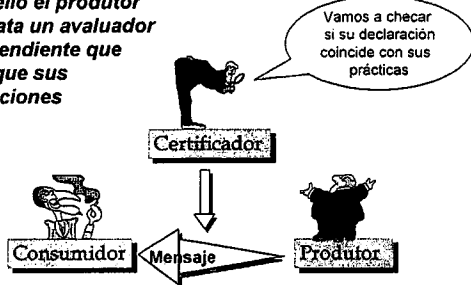 ello el produtor
ata un avaluador
endiente que
que sus
ciones
Vamos a checar
si su declaración
coincide con sus
prácticas
Certificador
Consumidor
Mensaje
Produtor